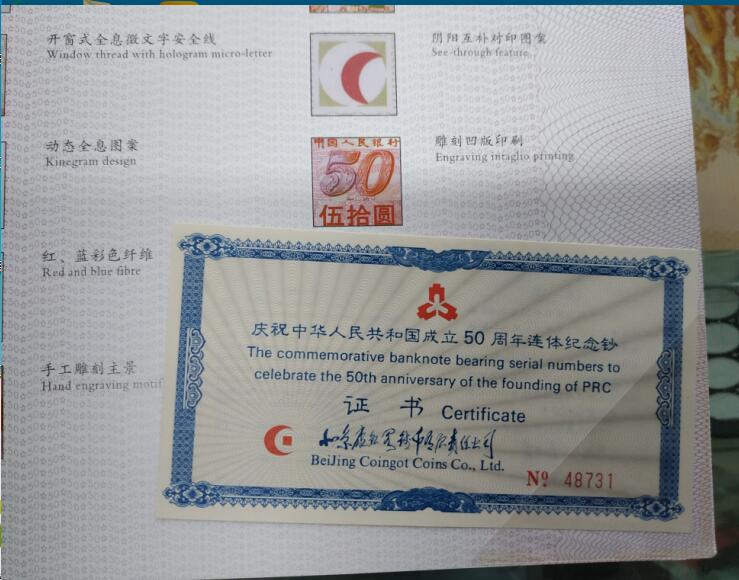 开窗式全息微文字安全线
Window thread with hologram micro-letter
阴阳互补对印图案
See-through feature
动态全息图案
Kinegram design
中国人民银行
50
伍拾圆
雕刻凹版印刷
Engraving intaglio printing
红、蓝彩色纤维
Red and blue fibre
手工雕刻主景
Hand engraving motif
庆祝中华人民共和国成立50周年连体纪念钞
The commemorative banknote bearing serial numbers to
celebrate the 50th anniversary of the founding of PRC
证书 Certificate
BeiJing Coingot Coins Co., Ltd.
Nº 48731